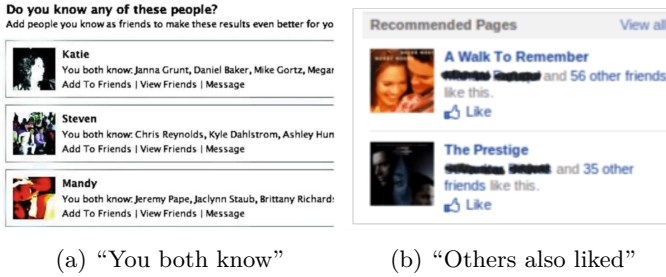 Do you know any of these people?
Add people you know as friends to make these results even better for yo
Katie
You both know: Janna Grunt, Daniel Baker, Mike Gortz, Megar
Add To Friends | View Friends | Message
Steven
You both know: Chris Reynolds, Kyle Dahlstrom, Ashley Hun
Add To Friends | View Friends | Message
Mandy
You both know: Jeremy Pape, Jaclynn Staub, Brittany Richards
Add To Friends | View Friends | Message
(a) “You both know”
Recommended Pages View all
A Walk To Remember
and 56 other friends
like this.
Like
The Prestige
and 35 other
friends like this.
Like
(b) “Others also liked”